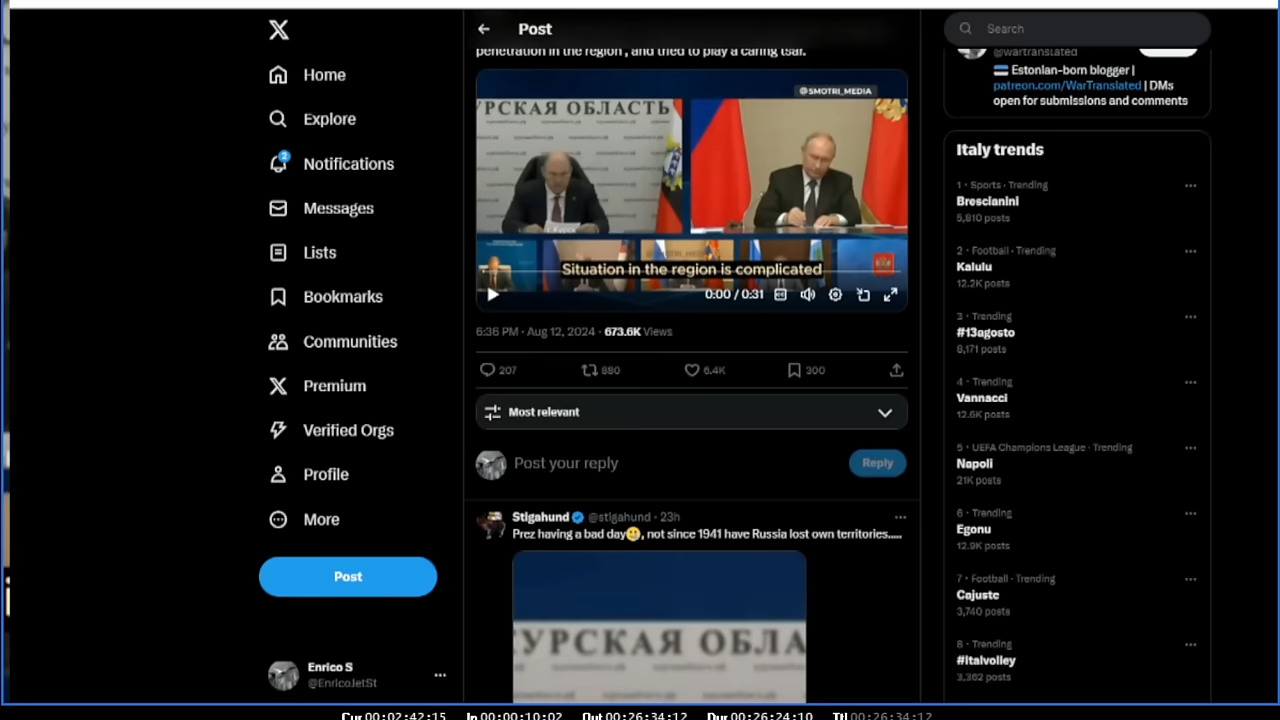 Post
Search
penetration in the region , and tried to play a caring tsar.
@wartranslated
Estonian-born blogger |
patreon.com/WarTranslated | DMs
open for submissions and comments
Home
Explore
2
Notifications
Messages
Lists
Bookmarks
Communities
Premium
Verified Orgs
Profile
More
Post
Enrico S
@EnricoJetSt
@SMOTRI_MEDIA
УРСКАЯ ОБЛАСТЬ
Situation in the region is complicated
0:00 / 0:31
6:36 PM · Aug 12, 2024 · 673.6K Views
207
880
6.4K
300
Most relevant
Post your reply
Reply
Stigahund @stigahund · 23h
Prez having a bad day, not since 1941 have Russia lost own territories.....
УРСКАЯ ОБЛА
Italy trends
1 · Sports · Trending
Brescianini
5,810 posts
2 · Football · Trending
Kalulu
12.2K posts
3 · Trending
#13agosto
6,171 posts
4 · Trending
Vannacci
12.6K posts
5 · UEFA Champions League · Trending
Napoli
21K posts
6 · Trending
Egonu
12.9K posts
7 · Football · Trending
Cajuste
3,740 posts
8 · Trending
#italvolley
3,362 posts
Cur 00:02:42:15 In 00:00:10:02 Out 00:26:34:12 Dur 00:26:24:10 Ttl 00:26:34:12